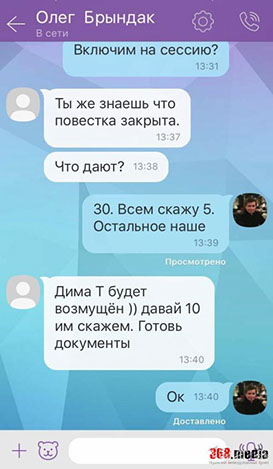 Олег Брындак
В сети
Включим на сессию?
13:31
Ты же знаешь что
повестка закрыта.
13:37
Что дают? 13:38
30. Всем скажу 5.
Остальное наше
13:39
Просмотрено
Дима Т будет
возмущён )) давай 10
им скажем. Готовь
документы
13:40
Ок 13:40
Доставлено
368.media